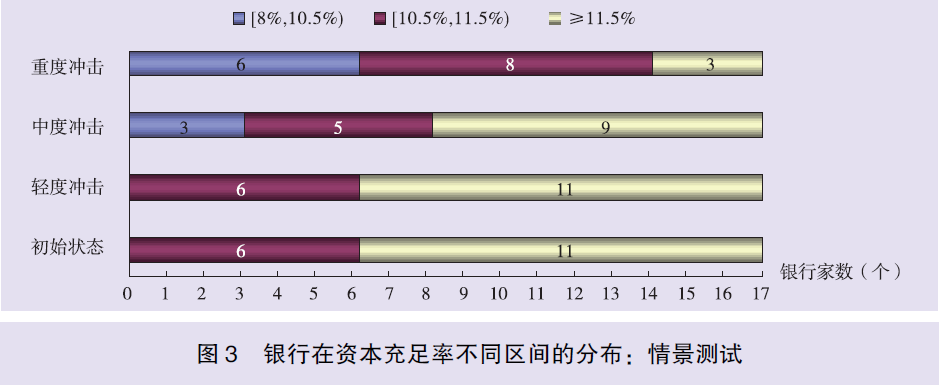 [8%,10.5%) [10.5%,11.5%) ≥11.5%
重度冲击 6 8 3
中度冲击 3 5 9
轻度冲击 6 11
初始状态 6 11
0 1 2 3 4 5 6 7 8 9 10 11 12 13 14 15 16 17 银行家数（个）
图3 银行在资本充足率不同区间的分布：情景测试